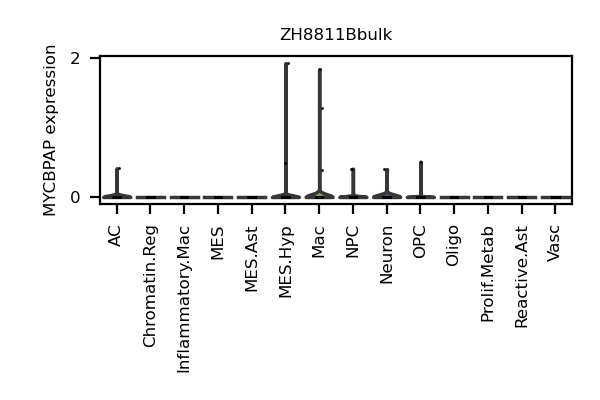 ZH8811Bbulk
MYCBPAP expression
2
0
AC
Chromatin.Reg
Inflammatory.Mac
MES
MES.Ast
MES.Hyp
Mac
NPC
Neuron
OPC
Oligo
Prolif.Metab
Reactive.Ast
Vasc